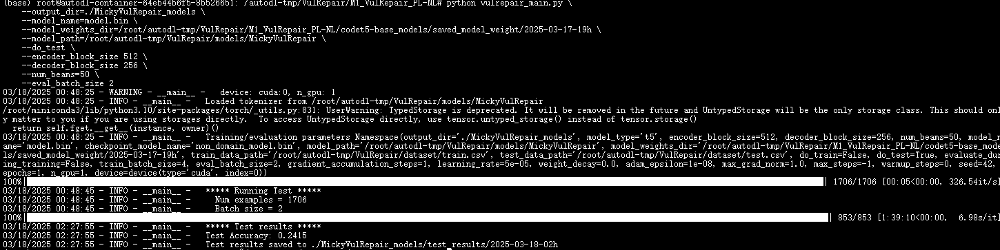 (base) root@autodl-container-64eb44b6f5-8b526651: /autodl-tmp/VulRepair/M1_VulRepair_PL-NL# python vulrepair_main.py \
    --output_dir=./MickyVulRepair_models \
    --model_name=model.bin \
    --model_weights_dir=/root/autodl-tmp/VulRepair/M1_VulRepair_PL-NL/codet5-base_models/saved_model_weight/2025-03-17-19h \
    --model_path=/root/autodl-tmp/VulRepair/models/MickyVulRepair \
    --do_test \
    --encoder_block_size 512 \
    --decoder_block_size 256 \
    --num_beams=50 \
    --eval_batch_size 2
03/18/2025 00:48:25 - WARNING - __main__ -   device: cuda:0, n_gpu: 1
03/18/2025 00:48:25 - INFO - __main__ -   Loaded tokenizer from /root/autodl-tmp/VulRepair/models/MickyVulRepair
/root/miniconda3/lib/python3.10/site-packages/torch/_utils.py:831: UserWarning: TypedStorage is deprecated. It will be removed in the future and UntypedStorage will be the only storage class. This should onl
y matter to you if you are using storages directly.  To access UntypedStorage directly, use tensor.untyped_storage() instead of tensor.storage()
  return self.fget.__get__(instance, owner)()
03/18/2025 00:48:25 - INFO - __main__ -   Training/evaluation parameters Namespace(output_dir='./MickyVulRepair_models', model_type='t5', encoder_block_size=512, decoder_block_size=256, num_beams=50, model_n
ame='model.bin', checkpoint_model_name='non_domain_model.bin', model_path='/root/autodl-tmp/VulRepair/models/MickyVulRepair', model_weights_dir='/root/autodl-tmp/VulRepair/M1_VulRepair_PL-NL/codet5-base_mode
ls/saved_model_weight/2025-03-17-19h', train_data_path='/root/autodl-tmp/VulRepair/dataset/train.csv', test_data_path='/root/autodl-tmp/VulRepair/dataset/test.csv', do_train=False, do_test=True, evaluate_dur
ing_training=False, train_batch_size=4, eval_batch_size=2, gradient_accumulation_steps=1, learning_rate=5e-05, weight_decay=0.0, adam_epsilon=1e-08, max_grad_norm=1.0, max_steps=-1, warmup_steps=0, seed=42,
epochs=1, n_gpu=1, device=device(type='cuda', index=0))
100%| | 1706/1706 [00:05<00:00, 326.54it/s]
03/18/2025 00:48:45 - INFO - __main__ -   ***** Running Test *****
03/18/2025 00:48:45 - INFO - __main__ -     Num examples = 1706
03/18/2025 00:48:45 - INFO - __main__ -     Batch size = 2
100%| | 853/853 [1:39:10<00:00,  6.98s/it]
03/18/2025 02:27:55 - INFO - __main__ -   ***** Test results *****
03/18/2025 02:27:55 - INFO - __main__ -   Test Accuracy: 0.2415
03/18/2025 02:27:55 - INFO - __main__ -   Test results saved to ./MickyVulRepair_models/test_results/2025-03-18-02h